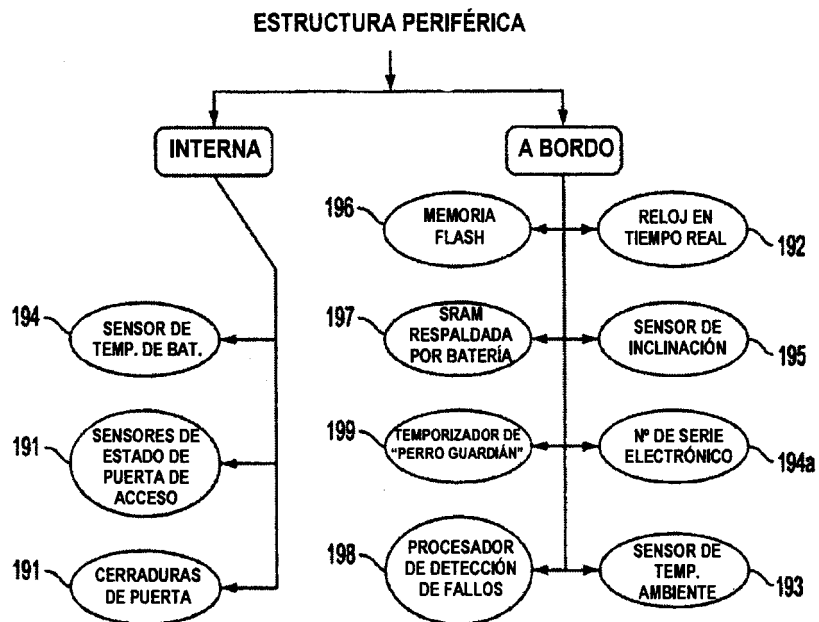 ESTRUCTURA PERIFÉRICA
INTERNA
A BORDO
194
SENSOR DE
TEMP. DE BAT.
191
SENSORES DE
ESTADO DE
PUERTA DE
ACCESO
191
CERRADURAS
DE PUERTA
196
MEMORIA
FLASH
RELOJ EN
TIEMPO REAL
192
197
SRAM
RESPALDADA
POR BATERÍA
SENSOR DE
INCLINACIÓN
195
199
TEMPORIZADOR DE
"PERRO GUARDIÁN"
Nº DE SERIE
ELECTRÓNICO
194a
198
PROCESADOR
DE DETECCIÓN
DE FALLOS
SENSOR DE
TEMP.
AMBIENTE
193